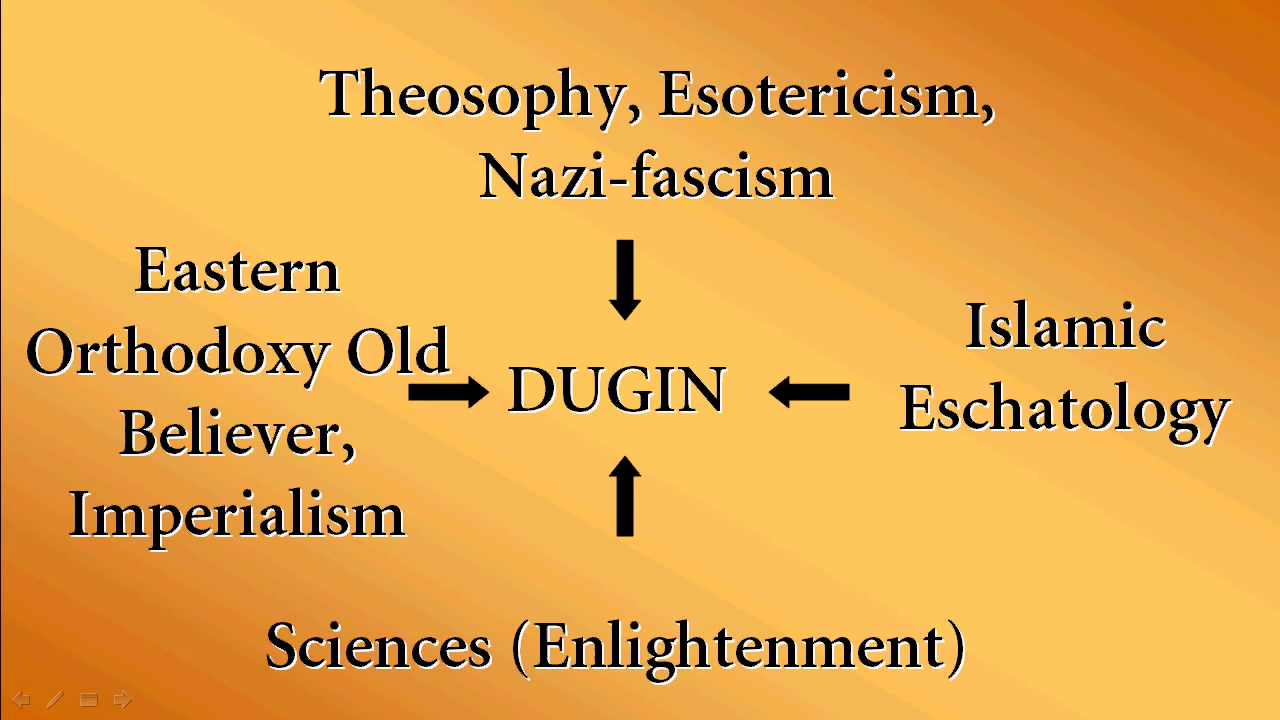 Theosophy, Esotericism,
Nazi-fascism
Eastern
Orthodoxy Old
Believer,
Imperialism
DUGIN
Islamic
Eschatology
Sciences (Enlightenment)